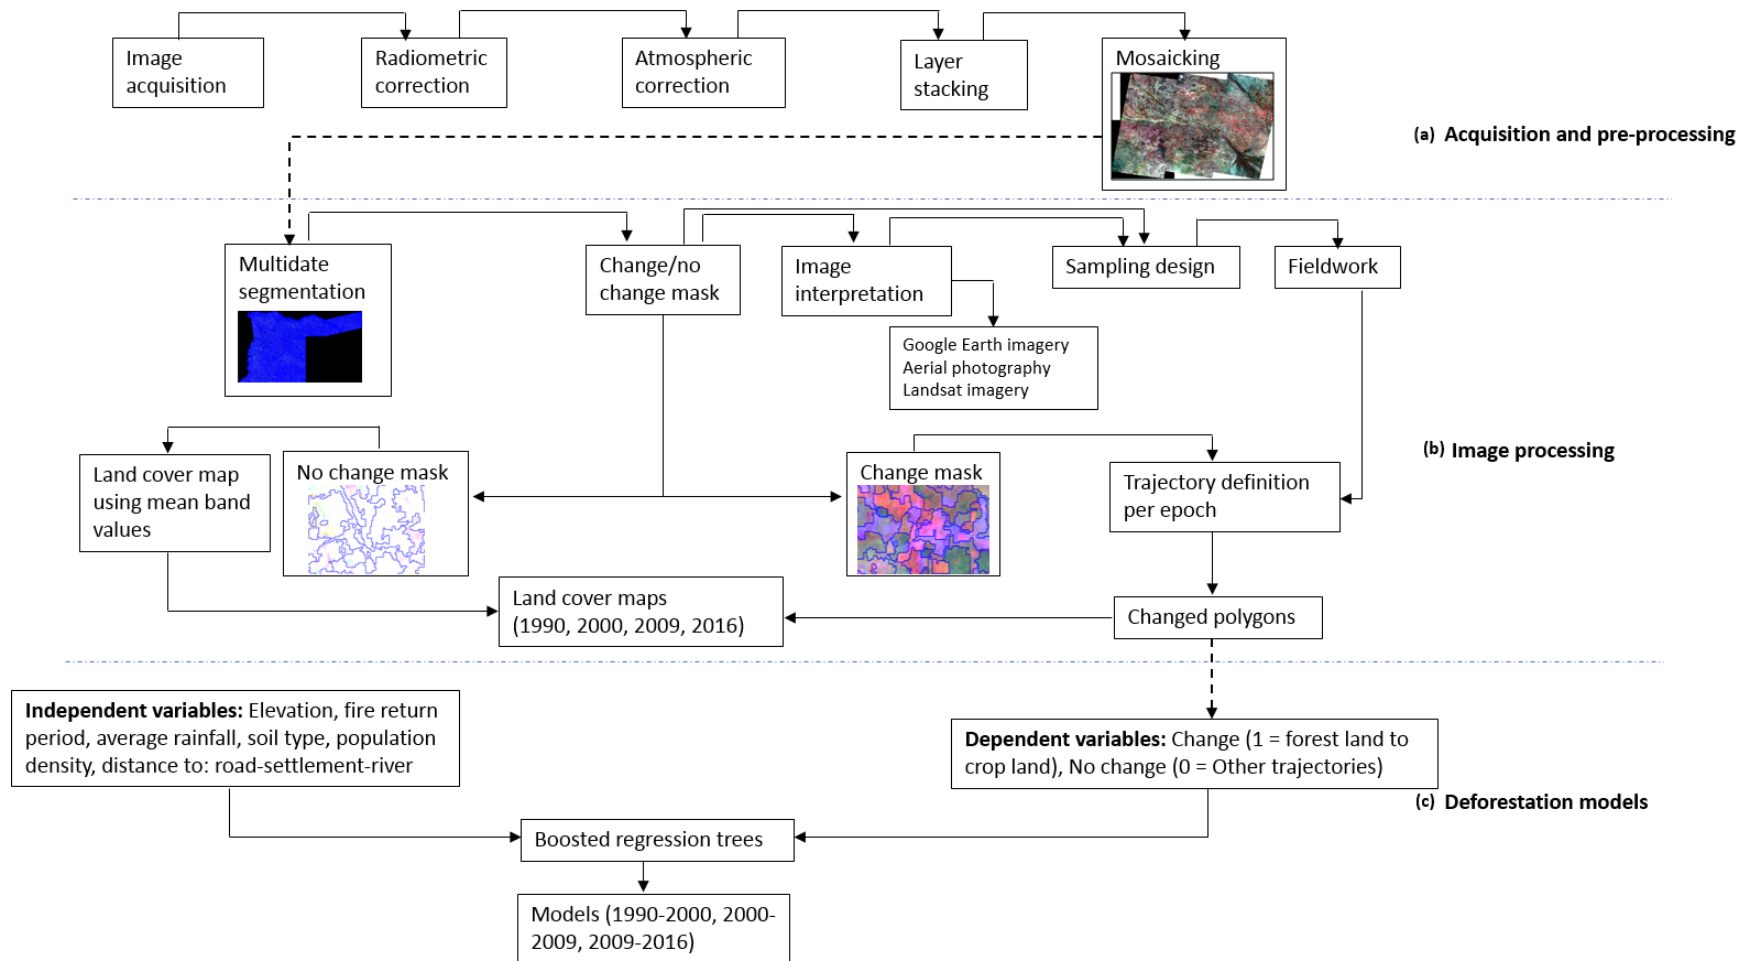 Image
acquisition
Radiometric
correction
Atmospheric
correction
Layer
stacking
Mosaicking
(a) Acquisition and pre-processing
Multidate
segmentation
Change/no
change mask
Image
interpretation
Sampling design
Fieldwork
Google Earth imagery
Aerial photography
Landsat imagery
Land cover map
using mean band
values
No change mask
Change mask
Trajectory definition
per epoch
(b) Image processing
Land cover maps
(1990, 2000, 2009, 2016)
Changed polygons
Independent variables: Elevation, fire return
period, average rainfall, soil type, population
density, distance to: road-settlement-river
Dependent variables: Change (1 = forest land to
crop land), No change (0 = Other trajectories)
(c) Deforestation models
Boosted regression trees
Models (1990-2000, 2000-
2009, 2009-2016)